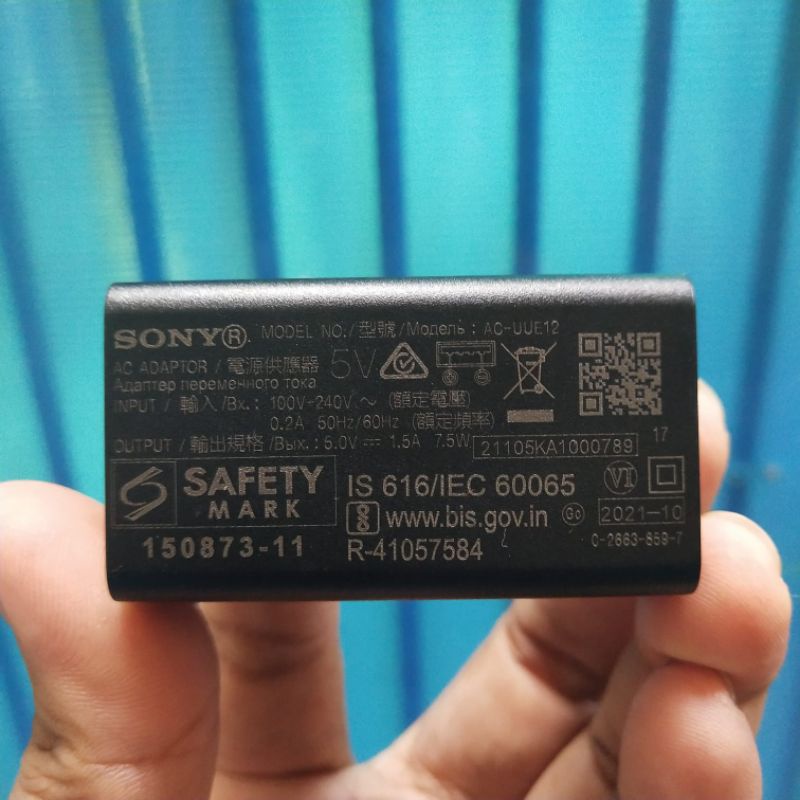 SONY® MODEL NO./型號/Модель : AC-UUE12
AC ADAPTOR / 電源供應器 5V
Адаптер переменного тока
INPUT / 輸入 /Вх.: 100V-240V ~ (額定電壓)
0.2A 50Hz/60Hz (額定頻率)
OUTPUT / 輸出規格 /Вых.: 5.0V ⎓ 1.5A 7.5W
21105KA1000789
17
SAFETY
MARK
150873-11
IS 616/IEC 60065
www.bis.gov.in
R-41057584
VI
Go
2021-10
0-2663-859-7